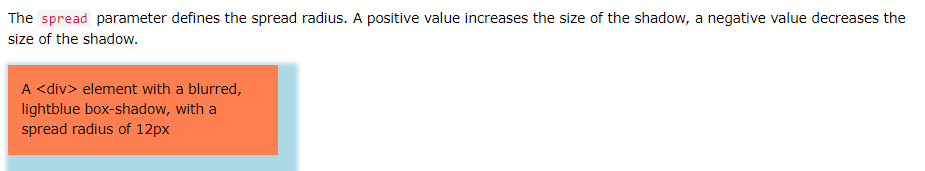 The spread parameter defines the spread radius. A positive value increases the size of the shadow, a negative value decreases the
size of the shadow.
A <div> element with a blurred,
lightblue box-shadow, with a
spread radius of 12px